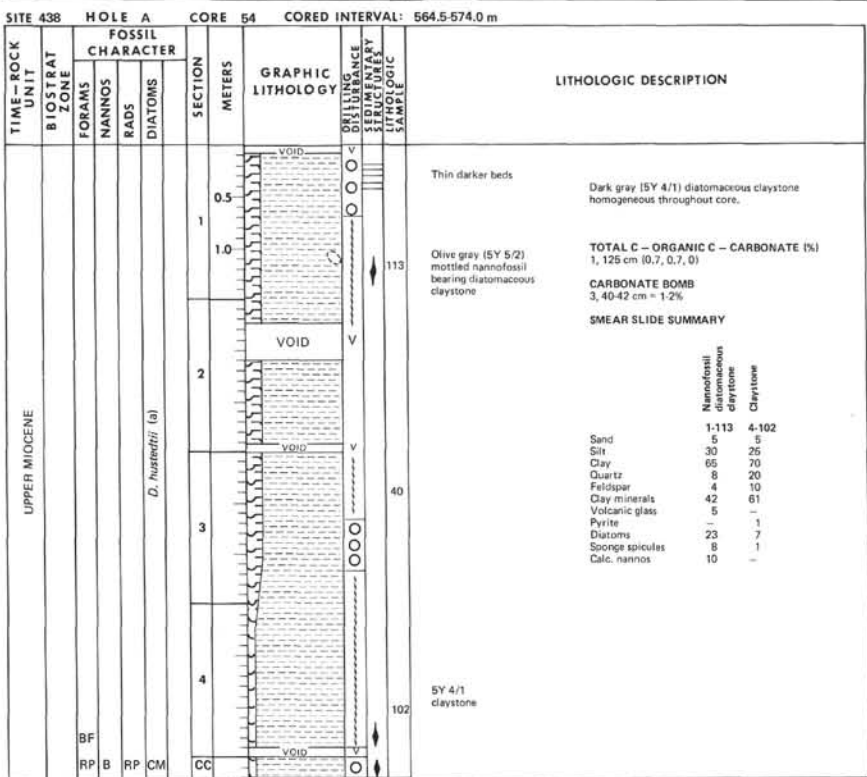 SITE 438 HOLE A CORE 54 CORED INTERVAL: 564.5-574.0 m
TIME-ROCK UNIT
BIOSTRAT ZONE
FOSSIL CHARACTER
FORAMS
NANNOS
RADS
DIATOMS
SECTION
METERS
GRAPHIC LITHOLOGY
DRILLING DISTURBANCE
SEDIMENTARY STRUCTURES
LITHOLOGIC SAMPLE
LITHOLOGIC DESCRIPTION
UPPER MIOCENE
D. hustedtii (a)
BF
RP B RP CM
1
2
3
4
CC
0.5
1.0
VOID V
VOID V
VOID V
VOID V
113
40
102
Thin darker beds
Olive gray (5Y 5/2)
mottled nannofossil
bearing diatomaceous
claystone
5Y 4/1
claystone
Dark gray (5Y 4/1) diatomaceous claystone
homogeneous throughout core.
TOTAL C – ORGANIC C – CARBONATE (%)
1, 125 cm (0.7, 0.7, 0)
CARBONATE BOMB
3, 40-42 cm = 1-2%
SMEAR SLIDE SUMMARY
Nannofossil
diatomaceous
claystone
Claystone
1-113 4-102
Sand 5 5
Silt 30 25
Clay 65 70
Quartz 8 20
Feldspar 4 10
Clay minerals 42 61
Volcanic glass 5 –
Pyrite – 1
Diatoms 23 7
Sponge spicules 8 1
Calc. nannos 10 –